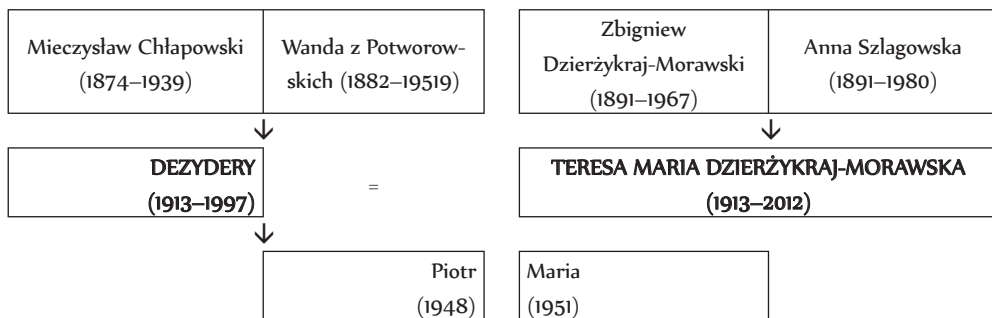 Mieczysław Chłapowski
(1874–1939)
Wanda z Potworow-
skich (1882–19519)
Zbigniew
Dzierżykraj-Morawski
(1891–1967)
Anna Szlagowska
(1891–1980)
DEZYDERY
(1913–1997)
=
TERESA MARIA DZIERŻYKRAJ-MORAWSKA
(1913–2012)
Piotr
(1948)
Maria
(1951)